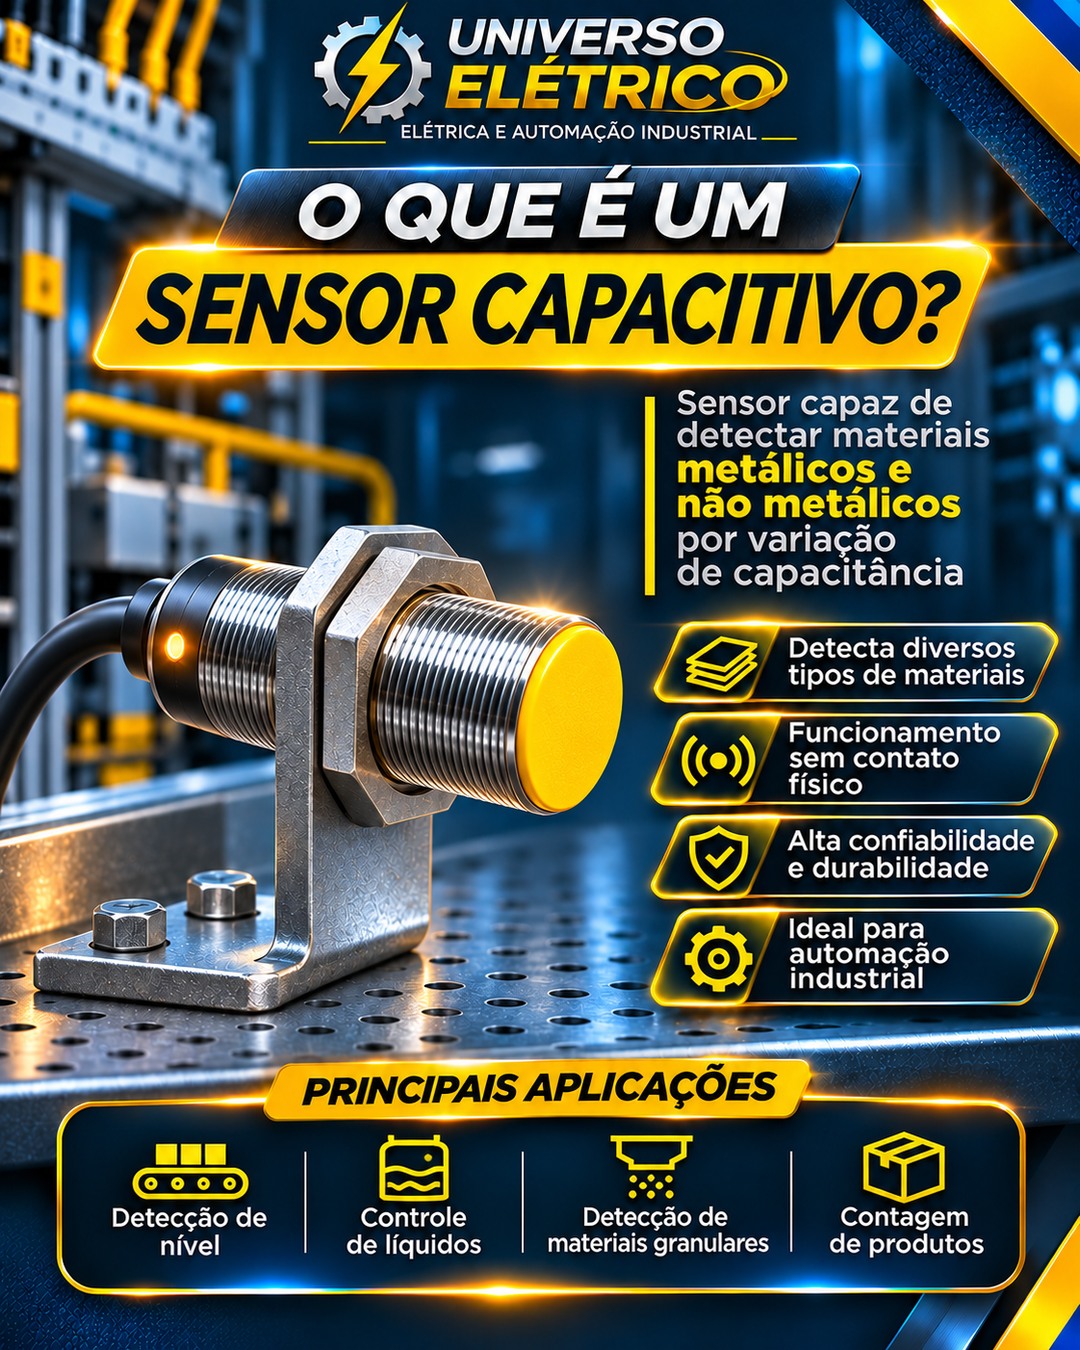 UNIVERSO
ELÉTRICO
ELÉTRICA E AUTOMAÇÃO INDUSTRIAL
O QUE É UM
SENSOR CAPACITIVO?
Sensor capaz de
detectar materiais
metálicos e
não metálicos
por variação
de capacitância
Detecta diversos
tipos de materiais
Funcionamento
sem contato
físico
Alta confiabilidade
e durabilidade
Ideal para
automação
industrial
PRINCIPAIS APLICAÇÕES
Detecção de
nível
Controle
de líquidos
Detecção de
materiais granulares
Contagem
de produtos